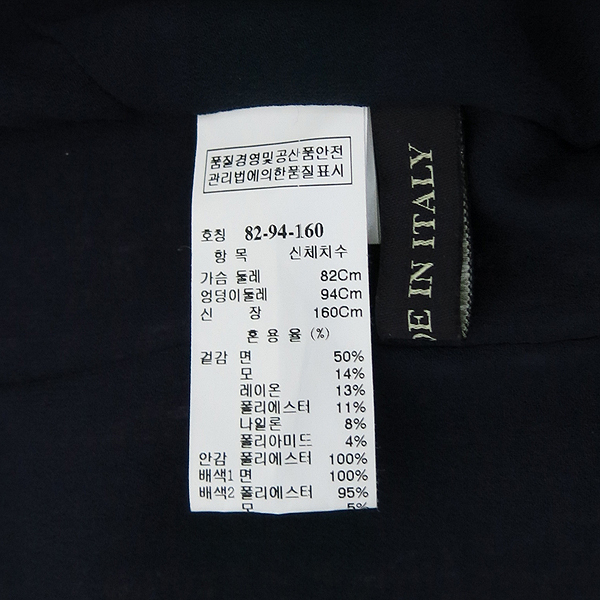 품질경영및공산품안전
관리법에의한품질표시
호칭 82-94-160
항 목 신체치수
가슴 둘레 82Cm
엉덩이둘레 94Cm
신 장 160Cm
혼 용 율 (%)
겉감 면 50%
모 14%
레이온 13%
폴리에스터 11%
나일론 8%
폴리아미드 4%
안감 폴리에스터 100%
배색1 면 100%
배색2 폴리에스터 95%
모 5%
DE IN ITALY